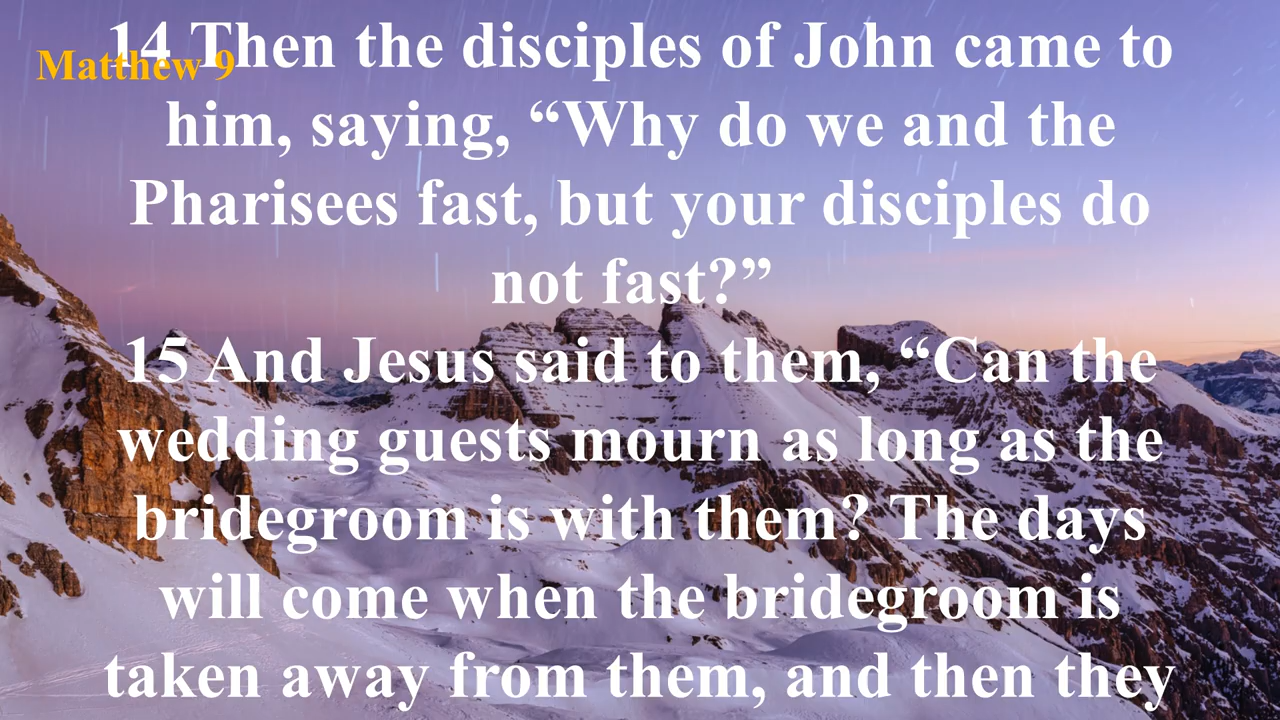 Matthew 9
14 Then the disciples of John came to
him, saying, “Why do we and the
Pharisees fast, but your disciples do
not fast?”
15 And Jesus said to them, “Can the
wedding guests mourn as long as the
bridegroom is with them? The days
will come when the bridegroom is
taken away from them, and then they